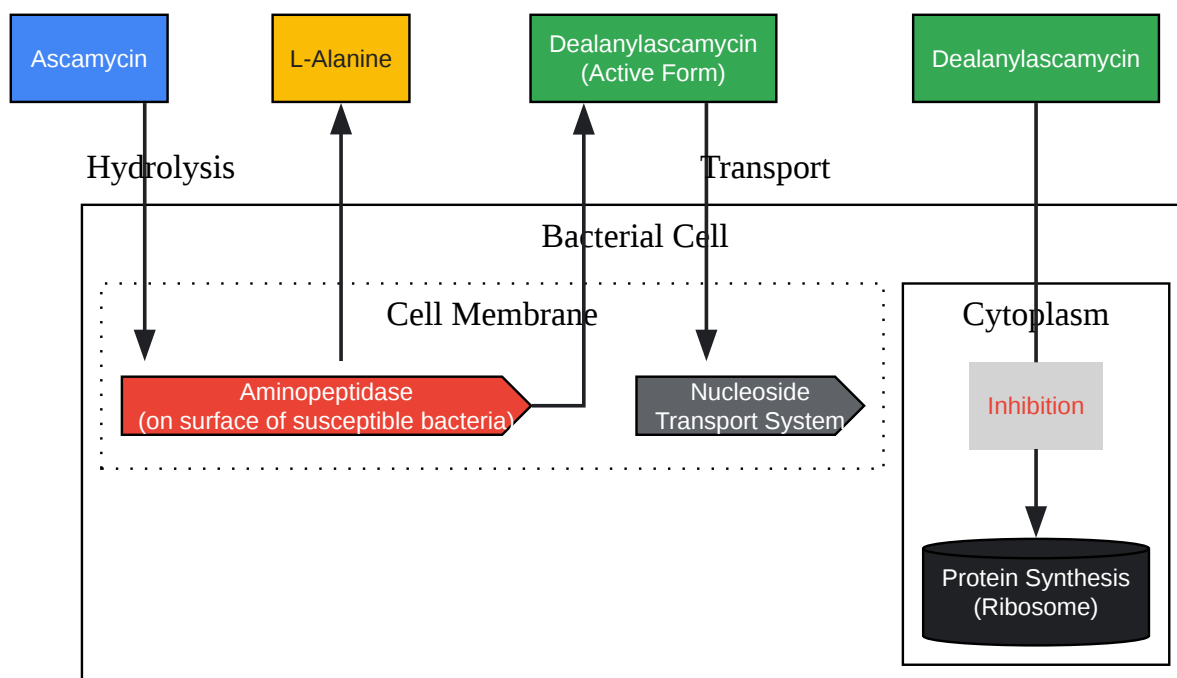 Ascamycin
L-Alanine
Dealanylascamycin
(Active Form)
Dealanylascamycin
Hydrolysis
Transport
Bacterial Cell
Cell Membrane
Cytoplasm
Aminopeptidase
(on surface of susceptible bacteria)
Nucleoside
Transport System
Inhibition
Protein Synthesis
(Ribosome)